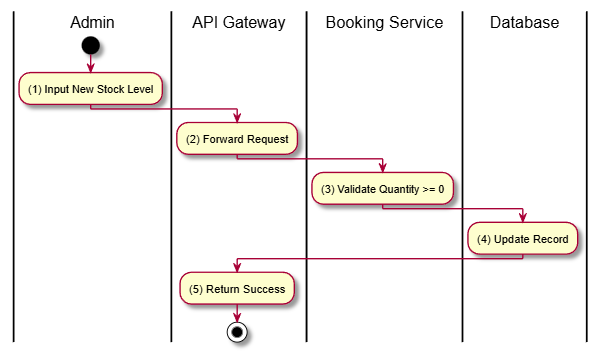 Admin
API Gateway
Booking Service
Database
(1) Input New Stock Level
(2) Forward Request
(3) Validate Quantity >= 0
(4) Update Record
(5) Return Success